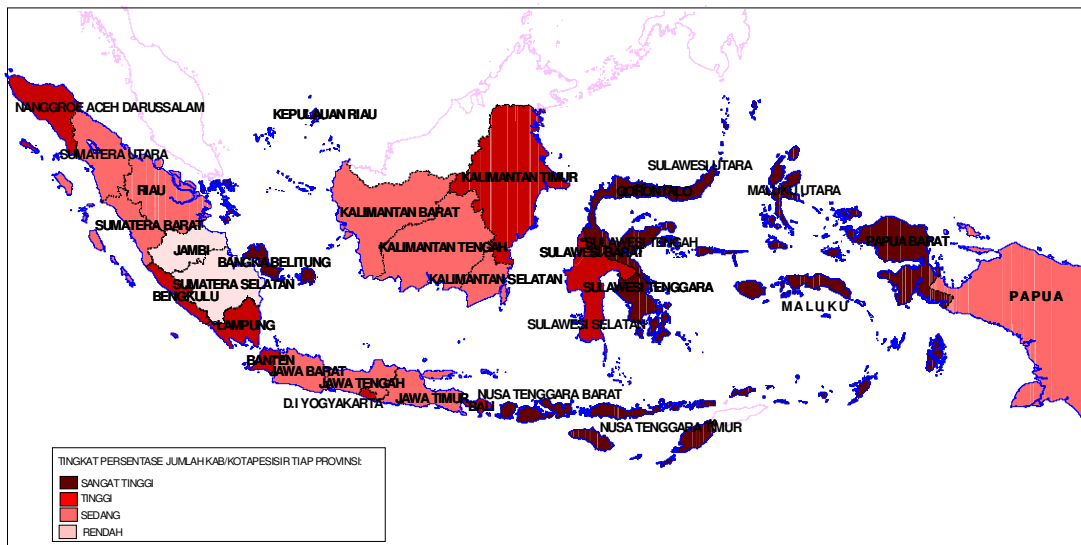 NANGGROE ACEH DARUSSALAM
KEPULAUAN RIAU
SUMATERA UTARA
SULAWESI UTARA
KALIMANTAN TIMUR
RIAU
GORONTALO
MALUKU UTARA
KALIMANTAN BARAT
SUMATERA BARAT
SULAWESI TENGAH
PAPUA BARAT
KALIMANTAN TENGAH
JAMBI
SULAWESI BARAT
BANGKA BELITUNG
KALIMANTAN SELATAN
SUMATERA SELATAN
SULAWESI TENGGARA
BENGKULU
PAPUA
MALUKU
LAMPUNG
SULAWESI SELATAN
BANTEN
JAWA BARAT
JAWA TENGAH
NUSA TENGGARA BARAT
D.I YOGYAKARTA
JAWA TIMUR
BALI
NUSA TENGGARA TIMUR
TINGKAT PERSENTASE JUMLAH KAB/KOTA PESISIR TIAP PROVINSI:
SANGAT TINGGI
TINGGI
SEDANG
RENDAH